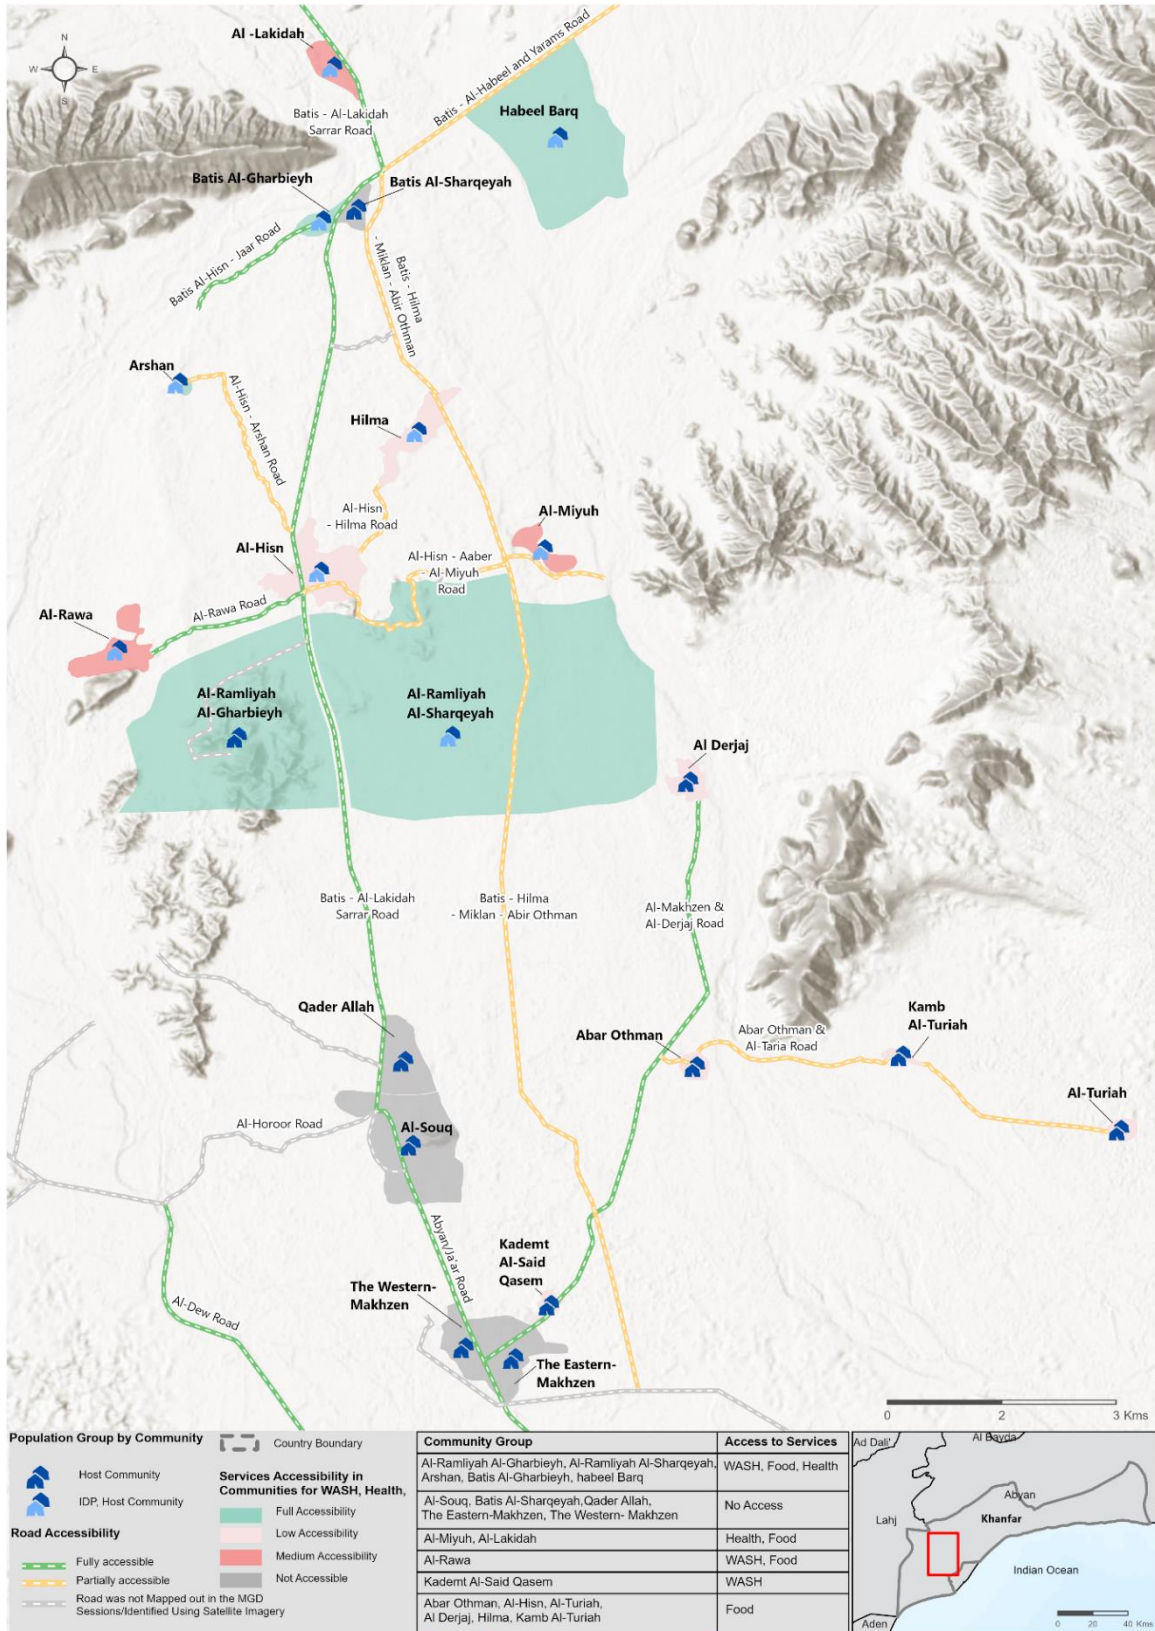 Al -Lakidah
N
W
E
S
Batis - Al-Lakidah
Sarrar Road
Batis - Al-Habeel and Yarams Road
Habeel Barq
Batis Al-Gharbieyh
Batis Al-Sharqeyah
Batis Al-Hisn - Jaar Road
Batis - Hilma
- Miklan - Abir Othman
Arshan
Al-Hisn - Arshan Road
Hilma
Al-Hisn
- Hilma Road
Al-Miyuh
Al-Hisn
Al-Hisn - Aaber
Al-Miyuh
Road
Al-Rawa
Al-Rawa Road
Al-Ramliyah
Al-Gharbieyh
Al-Ramliyah
Al-Sharqeyah
Al Derjaj
Batis - Al-Lakidah
Sarrar Road
Batis - Hilma
- Miklan - Abir Othman
Al-Makhzen &
Al-Derjaj Road
Qader Allah
Abar Othman
Abar Othman &
Al-Taria Road
Kamb
Al-Turiah
Al-Turiah
Al-Horoor Road
Al-Souq
Abyan/Ja'ar Road
Kademt
Al-Said
Qasem
The Western-
Makhzen
Al-Dew Road
The Eastern-
Makhzen
0 2 3 Kms
Population Group by Community
Host Community
IDP, Host Community
Road Accessibility
Fully accessible
Partially accessible
Road was not Mapped out in the MGD
Sessions/Identified Using Satellite Imagery
Country Boundary
Services Accessibility in
Communities for WASH, Health,
Full Accessibility
Low Accessibility
Medium Accessibility
Not Accessible
Community Group Access to Services
Al-Ramliyah Al-Gharbieyh, Al-Ramliyah Al-Sharqeyah,
Arshan, Batis Al-Gharbieyh, habeel Barq
WASH, Food, Health
Al-Souq, Batis Al-Sharqeyah,Qader Allah,
The Eastern-Makhzen, The Western- Makhzen
No Access
Al-Miyuh, Al-Lakidah Health, Food
Al-Rawa WASH, Food
Kademt Al-Said Qasem WASH
Abar Othman, Al-Hisn, Al-Turiah,
Al Derjaj, Hilma, Kamb Al-Turiah
Food
Ad Dali'
Al Bayda
Abyan
Lahj
Khanfar
Indian Ocean
Aden
0 20 40 Kms